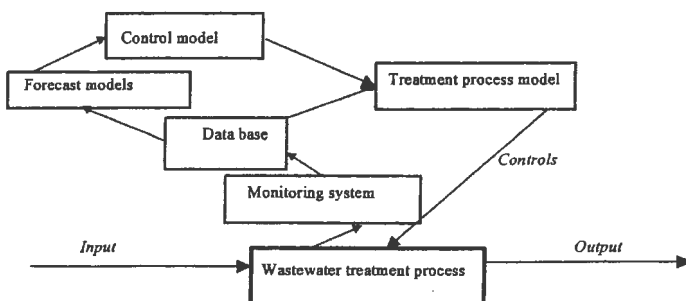 Control model
Forecast models
Treatment process model
Data base
Controls
Monitoring system
Input
Output
Wastewater treatment process